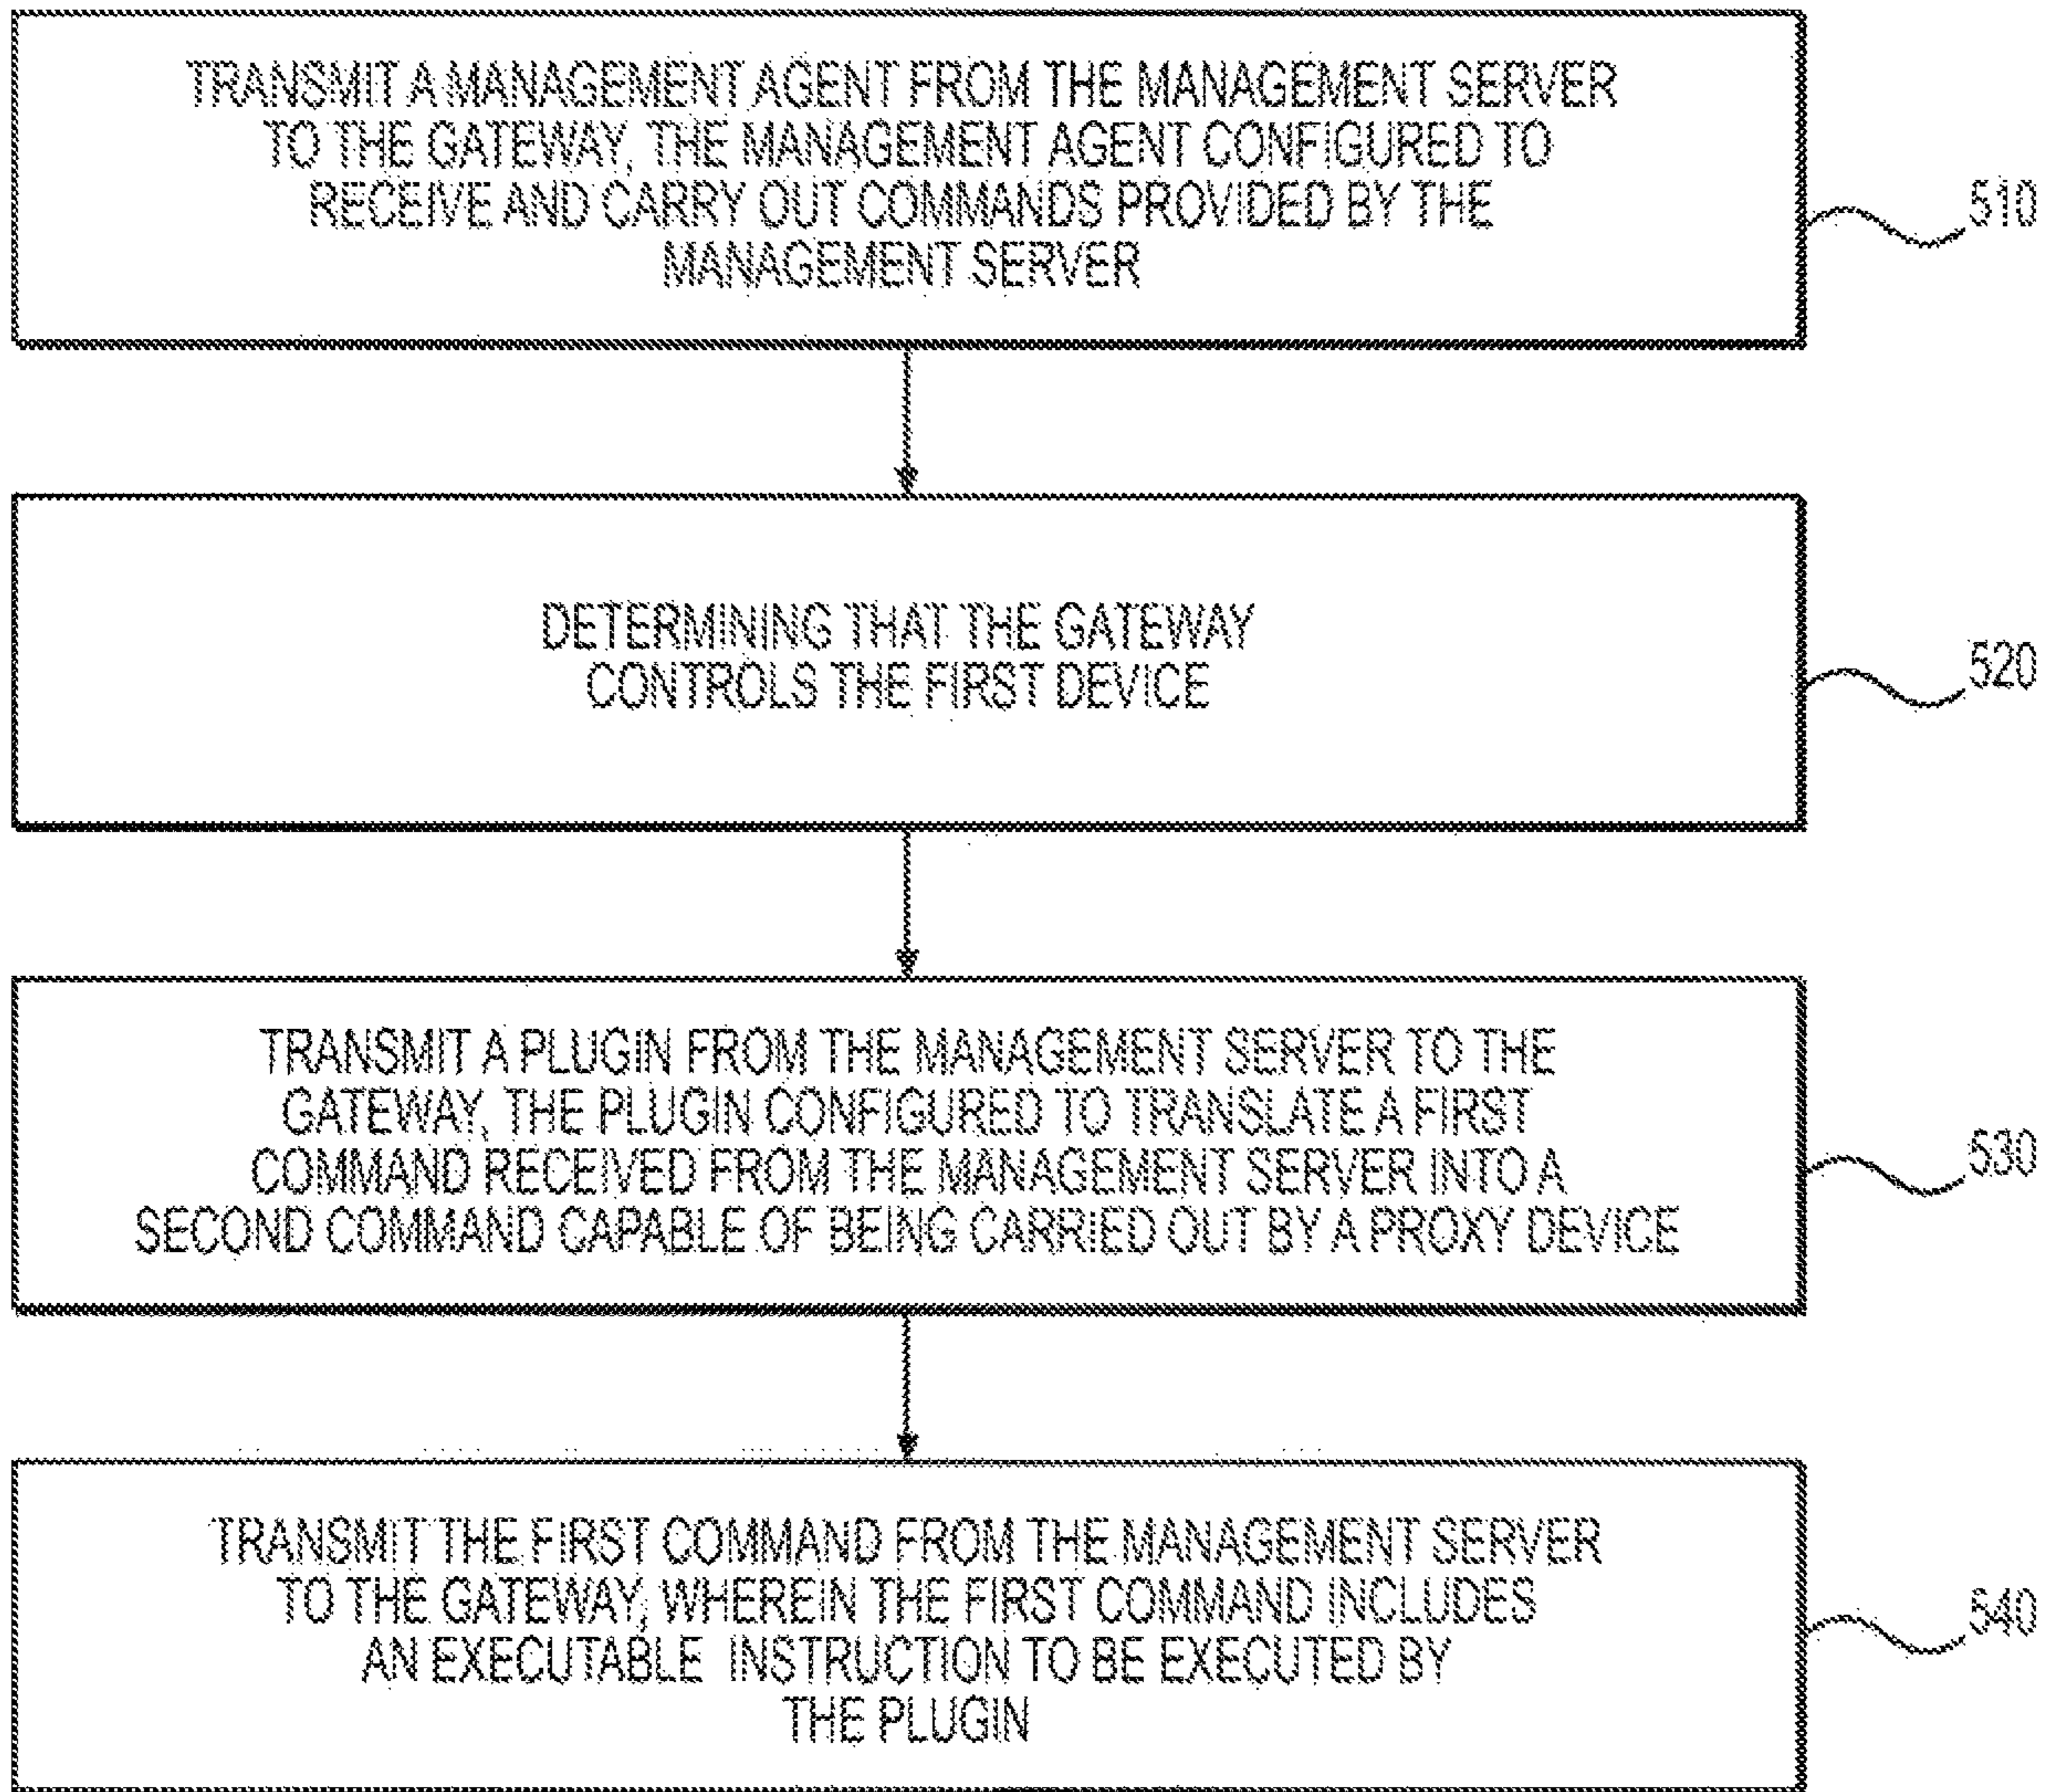 TRANSMIT A MANAGEMENT AGENT FROM THE MANAGEMENT SERVER
TO THE GATEWAY, THE MANAGEMENT AGENT CONFIGURED TO
RECEIVE AND CARRY OUT COMMANDS PROVIDED BY THE
MANAGEMENT SERVER
510
DETERMINING THAT THE GATEWAY
CONTROLS THE FIRST DEVICE
520
TRANSMIT A PLUGIN FROM THE MANAGEMENT SERVER TO THE
GATEWAY, THE PLUGIN CONFIGURED TO TRANSLATE A FIRST
COMMAND RECEIVED FROM THE MANAGEMENT SERVER INTO A
SECOND COMMAND CAPABLE OF BEING CARRIED OUT BY A PROXY DEVICE
530
TRANSMIT THE FIRST COMMAND FROM THE MANAGEMENT SERVER
TO THE GATEWAY, WHEREIN THE FIRST COMMAND INCLUDES
AN EXECUTABLE INSTRUCTION TO BE EXECUTED BY
THE PLUGIN
540